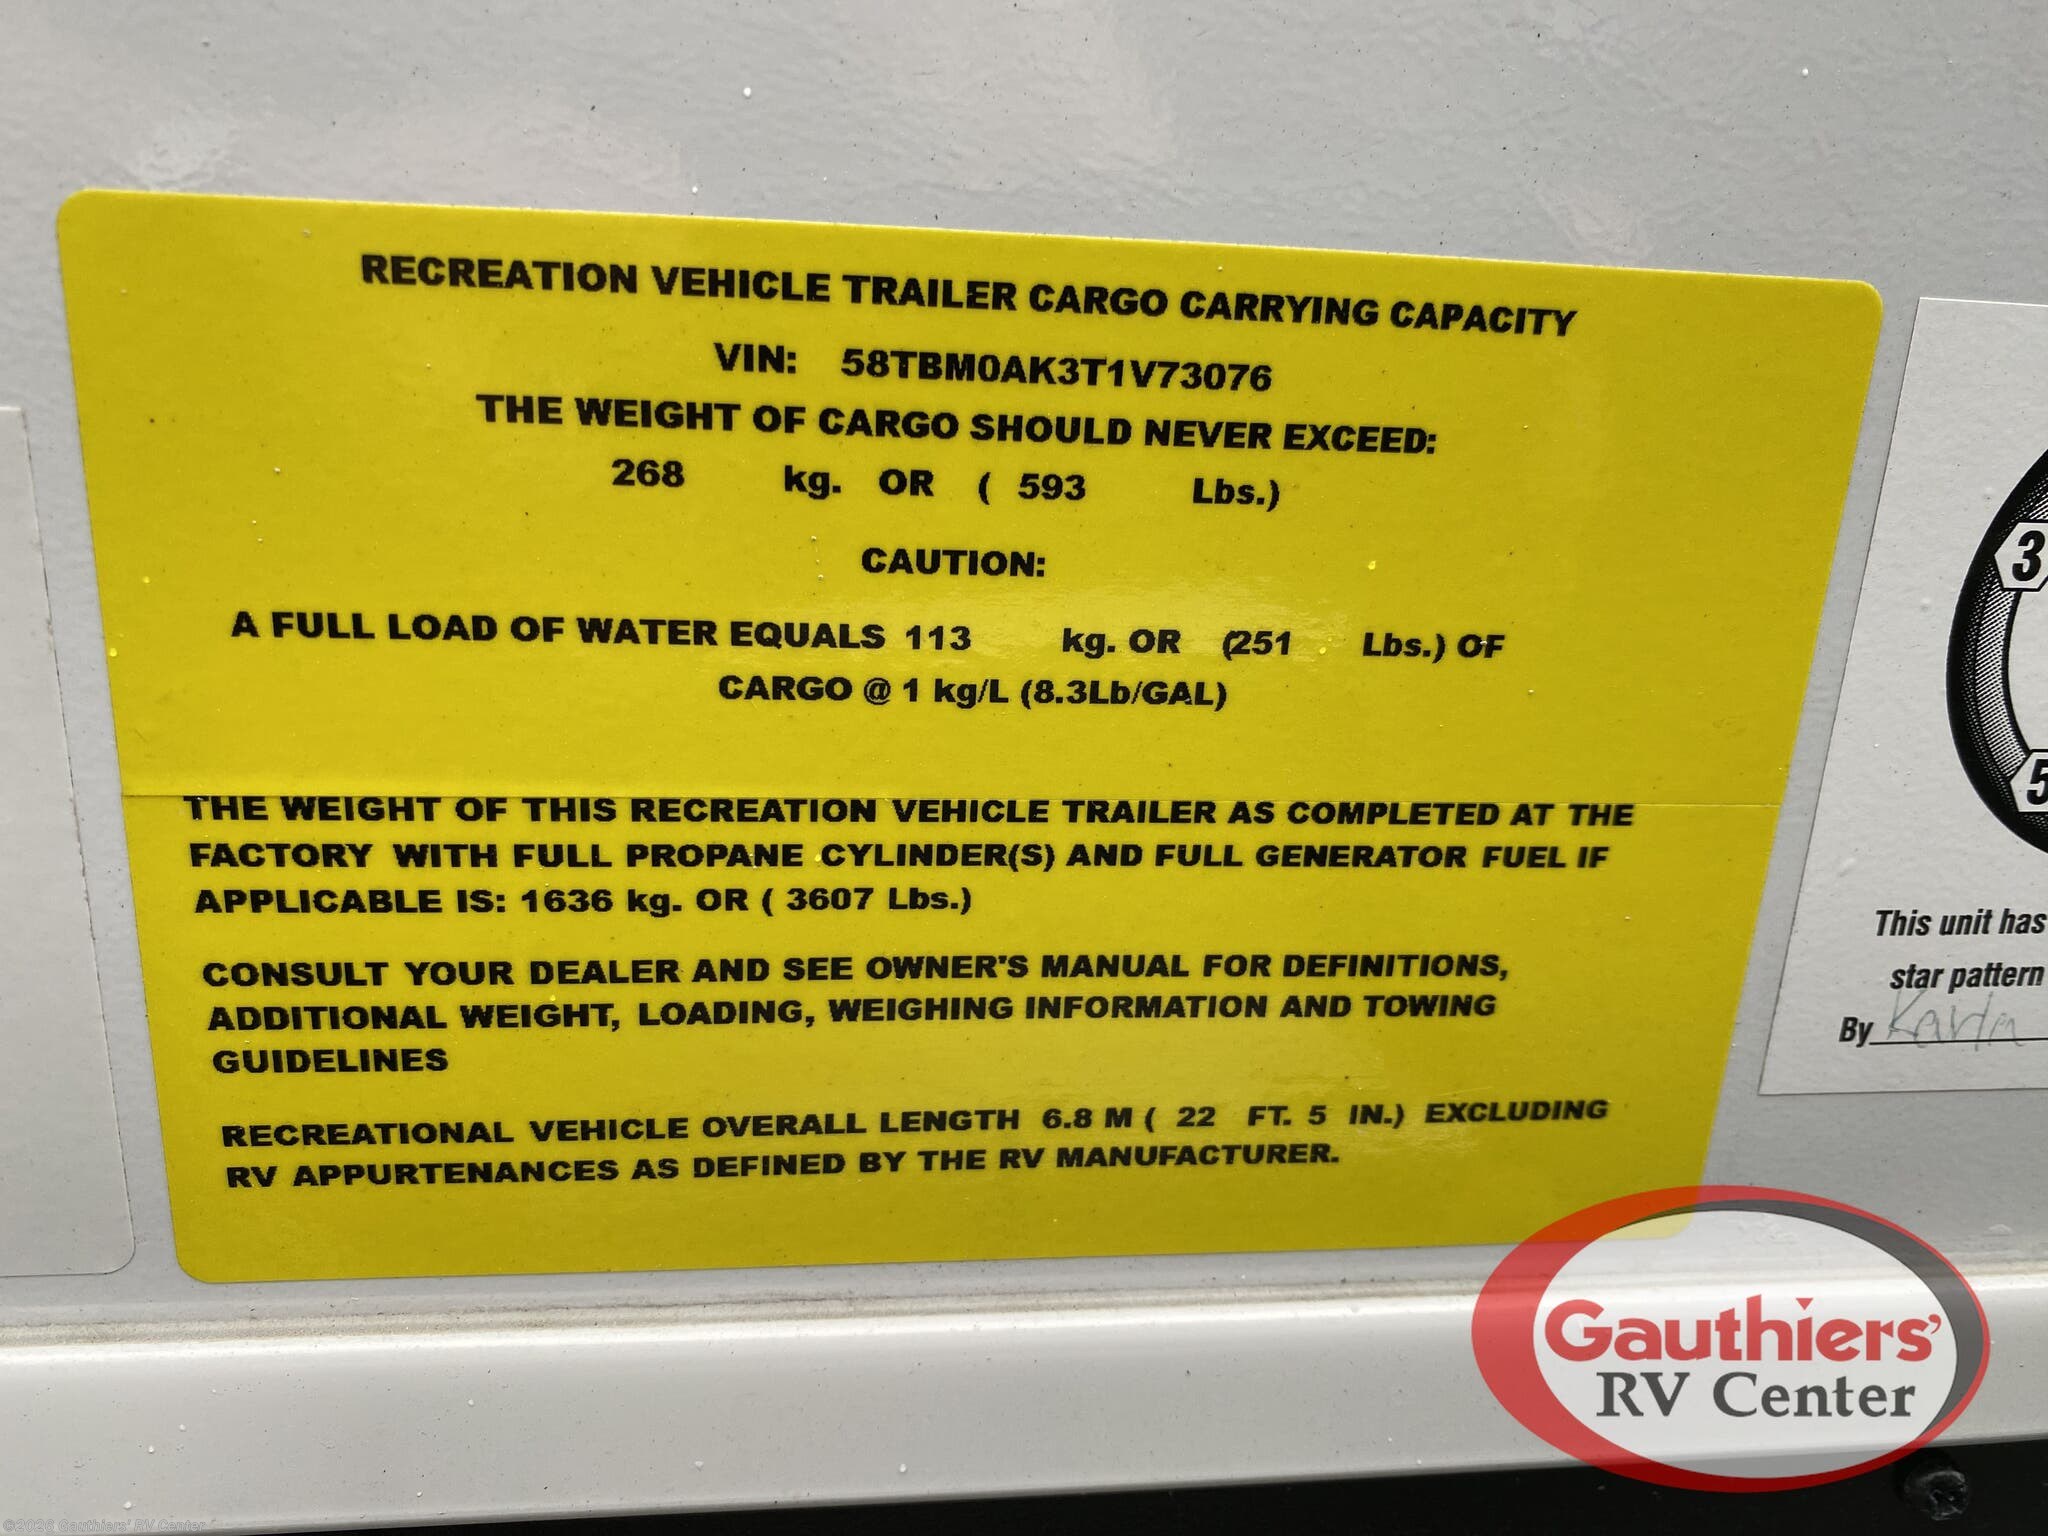 RECREATION VEHICLE TRAILER CARGO CARRYING CAPACITY
VIN: 58TBM0AK3T1V73076
THE WEIGHT OF CARGO SHOULD NEVER EXCEED:
268 kg. OR ( 593 Lbs.)
CAUTION:
A FULL LOAD OF WATER EQUALS 113 kg. OR (251 Lbs.) OF
CARGO @ 1 kg/L (8.3Lb/GAL)
THE WEIGHT OF THIS RECREATION VEHICLE TRAILER AS COMPLETED AT THE
FACTORY WITH FULL PROPANE CYLINDER(S) AND FULL GENERATOR FUEL IF
APPLICABLE IS: 1636 kg. OR ( 3607 Lbs.)
CONSULT YOUR DEALER AND SEE OWNER'S MANUAL FOR DEFINITIONS,
ADDITIONAL WEIGHT, LOADING, WEIGHING INFORMATION AND TOWING
GUIDELINES
RECREATIONAL VEHICLE OVERALL LENGTH 6.8 M ( 22 FT. 5 IN.) EXCLUDING
RV APPURTENANCES AS DEFINED BY THE RV MANUFACTURER.
3
5
This unit has
star pattern
By Karla
Gauthiers'
RV Center
©2026 Gauthiers' RV Center